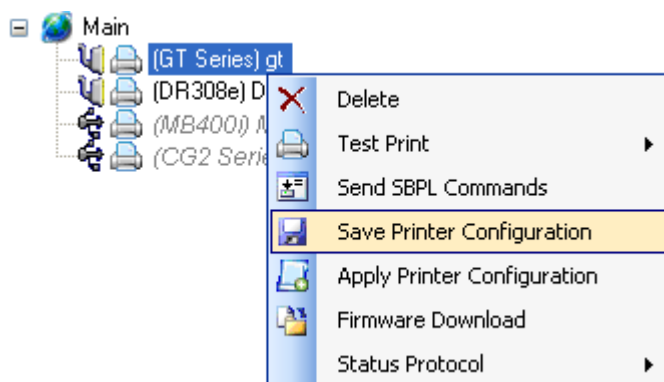 Main
(GT Series) gt
(DR308e) D
(MB400i)
(CG2 Serie
Delete
Test Print
Send SBPL Commands
Save Printer Configuration
Apply Printer Configuration
Firmware Download
Status Protocol